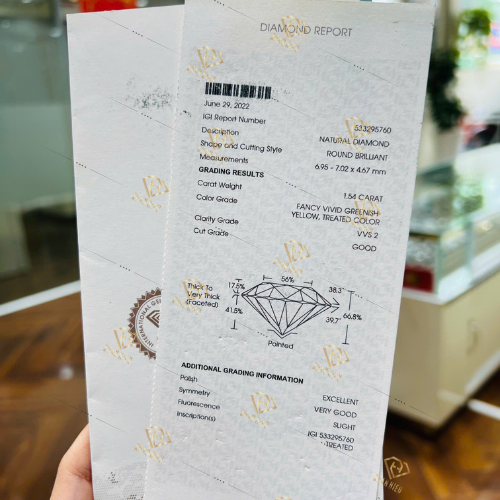 DIAMOND REPORT
June 29, 2022
IGI Report Number 533295760
Description NATURAL DIAMOND
Shape and Cutting Style ROUND BRILLIANT
Measurements 6.95 - 7.02 x 4.67 mm
GRADING RESULTS
Carat Weight 1.54 CARAT
Color Grade FANCY VIVID GREENISH
YELLOW, TREATED COLOR
Clarity Grade VVS 2
Cut Grade GOOD
56%
Thick To
Very Thick
(Faceted)
17.5%
38.3°
41.5%
39.7°
66.8%
Pointed
ADDITIONAL GRADING INFORMATION
Polish EXCELLENT
Symmetry VERY GOOD
Fluorescence SLIGHT
Inscription(s) IGI 533295760
TREATED
INTERNATIONAL